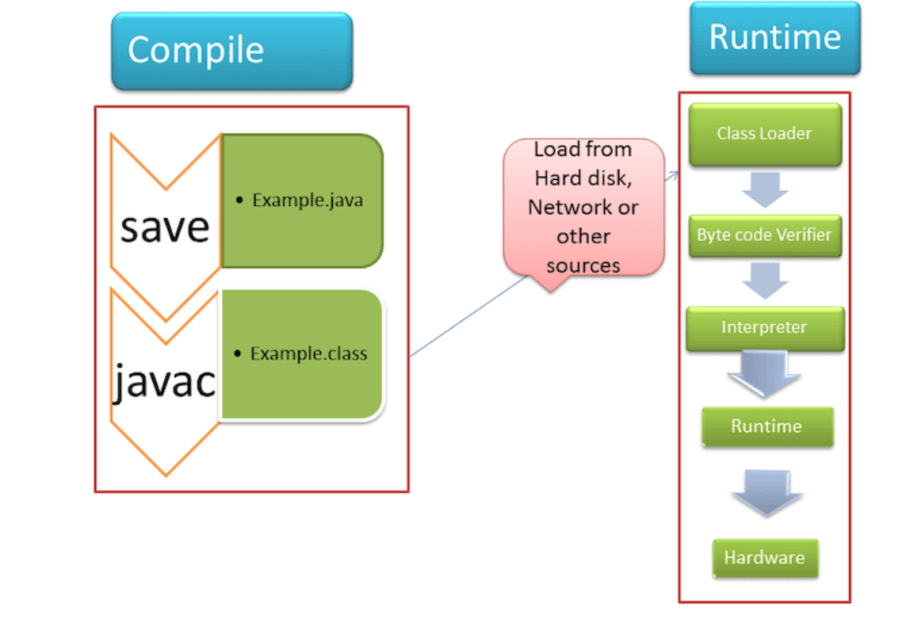 Compile
save
• Example.java
javac
• Example.class
Load from
Hard disk,
Network or
other
sources
Runtime
Class Loader
Byte code Verifier
Interpreter
Runtime
Hardware